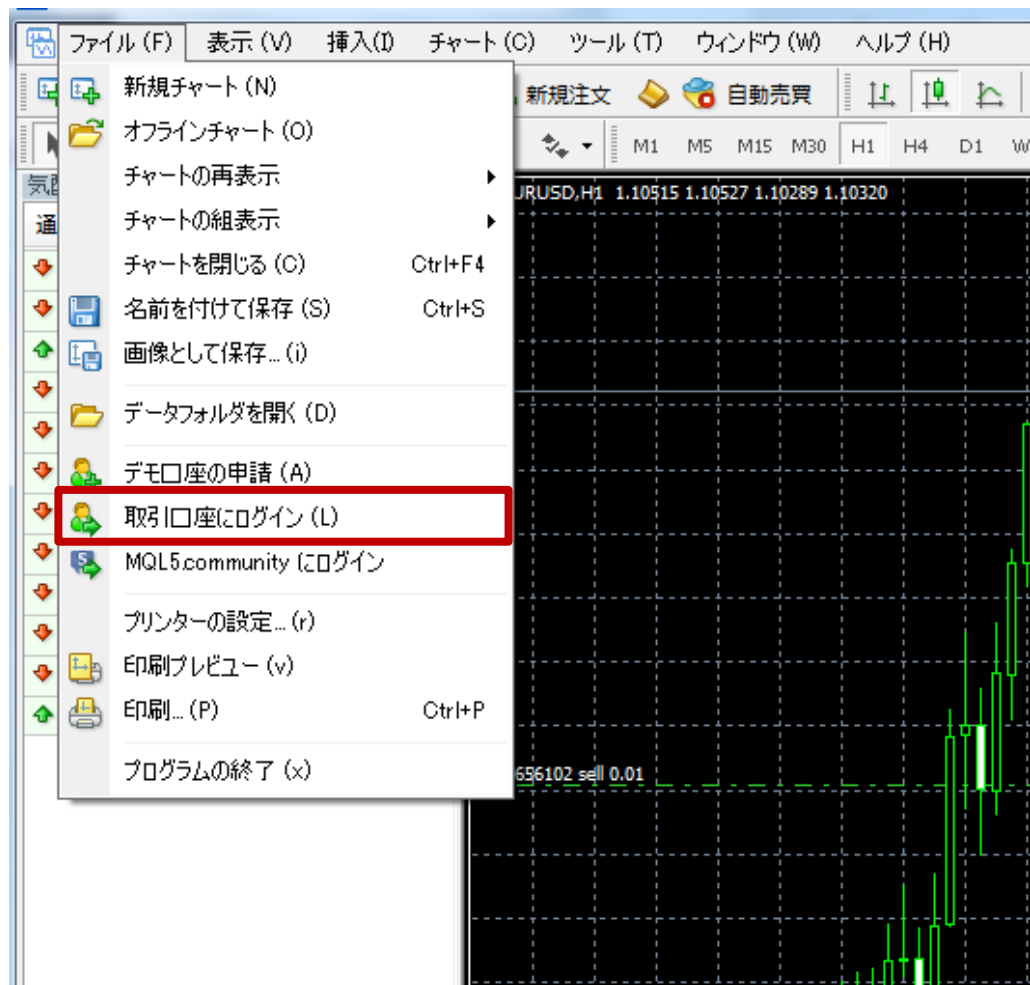 ファイル (F) 表示 (V) 挿入(I) チャート (C) ツール (T) ウィンドウ (W) ヘルプ (H)
新規注文 自動売買
M1 M5 M15 M30 H1 H4 D1
新規チャート (N)
オフラインチャート (O)
チャートの再表示
チャートの組表示
チャートを閉じる (C) Ctrl+F4
名前を付けて保存 (S) Ctrl+S
画像として保存... (i)
データフォルダを開く (D)
デモ口座の申請 (A)
取引口座にログイン (L)
MQL5.community にログイン
プリンターの設定... (r)
印刷プレビュー (v)
印刷... (P) Ctrl+P
プログラムの終了 (x)
通
URUSD,H1 1.10515 1.10527 1.10289 1.10320
656102 sell 0.01